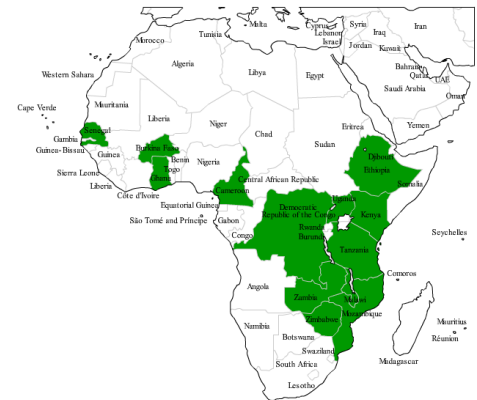 Tunisia
Malta
Morocco
Cyprus
Lebanon
Israel
Syria
Iraq
Iran
Jordan
Kuwait
Algeria
Libya
Egypt
Bahrain
Qatar
UAE
Western Sahara
Saudi Arabia
Oman
Cape Verde
Mauritania
Liberia
Niger
Chad
Sudan
Eritrea
Yemen
Senegal
Gambia
Guinea-Bissau
Guinea
Burkina Faso
Benin
Togo
Ghana
Nigeria
Djibouti
Ethiopia
Sierra Leone
Liberia
Côte d'Ivoire
Central African Republic
Cameroon
Somalia
Equatorial Guinea
São Tomé and Príncipe
Gabon
Congo
Democratic
Republic of the Congo
Uganda
Kenya
Rwanda
Burundi
Seychelles
Tanzania
Comoros
Angola
Zambia
Malawi
Mozambique
Zimbabwe
Namibia
Botswana
Mauritius
Réunion
Madagascar
Swaziland
South Africa
Lesotho